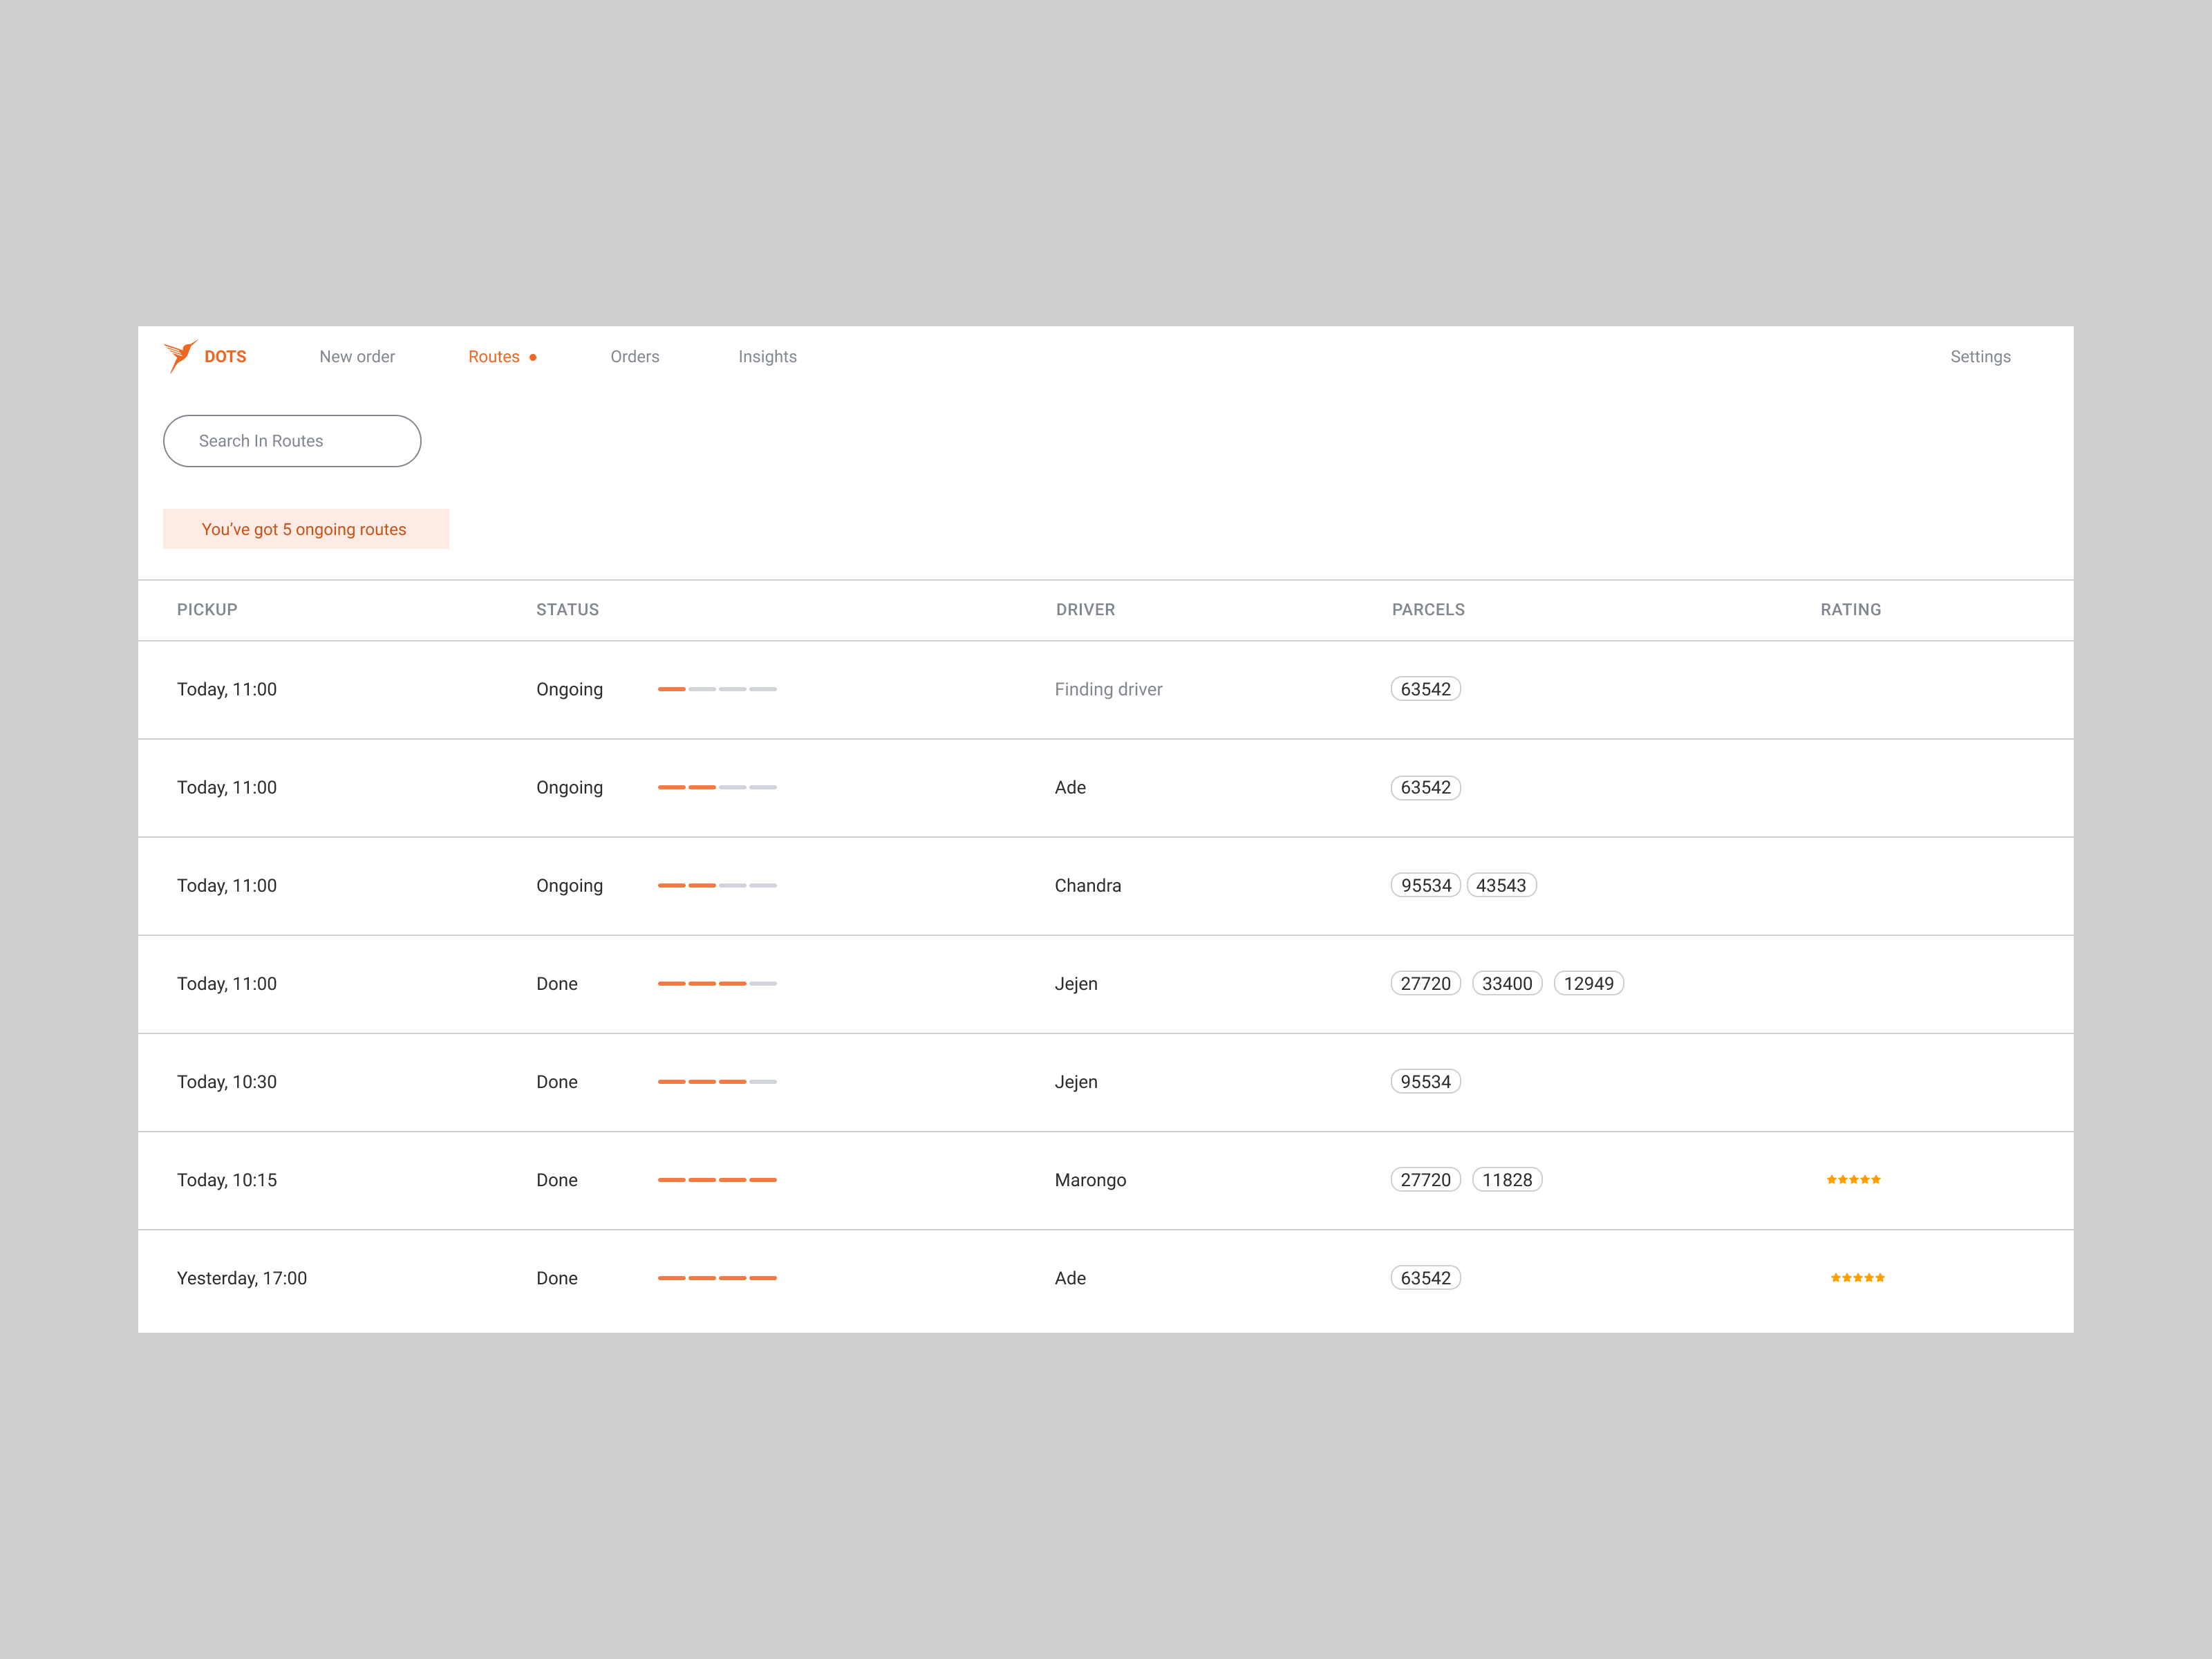 DOTS New order Routes Orders Insights Settings
Search In Routes
You’ve got 5 ongoing routes
PICKUP STATUS DRIVER PARCELS RATING
Today, 11:00 Ongoing Finding driver 63542
Today, 11:00 Ongoing Ade 63542
Today, 11:00 Ongoing Chandra 95534 43543
Today, 11:00 Done Jejen 27720 33400 12949
Today, 10:30 Done Jejen 95534
Today, 10:15 Done Marongo 27720 11828
Yesterday, 17:00 Done Ade 63542